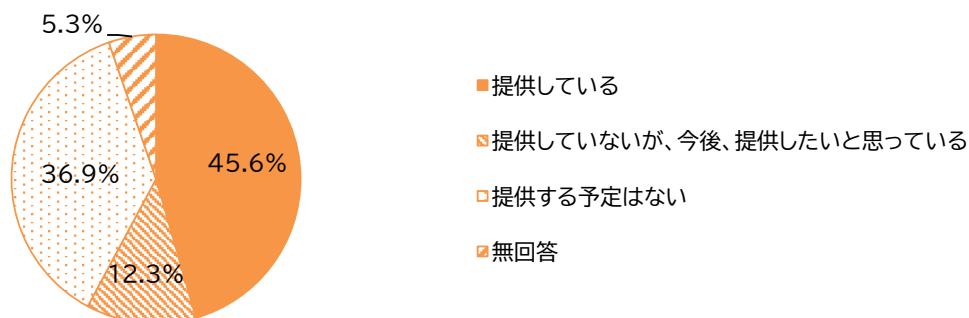 5.3%
45.6%
36.9%
12.3%
提供している
提供していないが、今後、提供したいと思っている
提供する予定はない
無回答